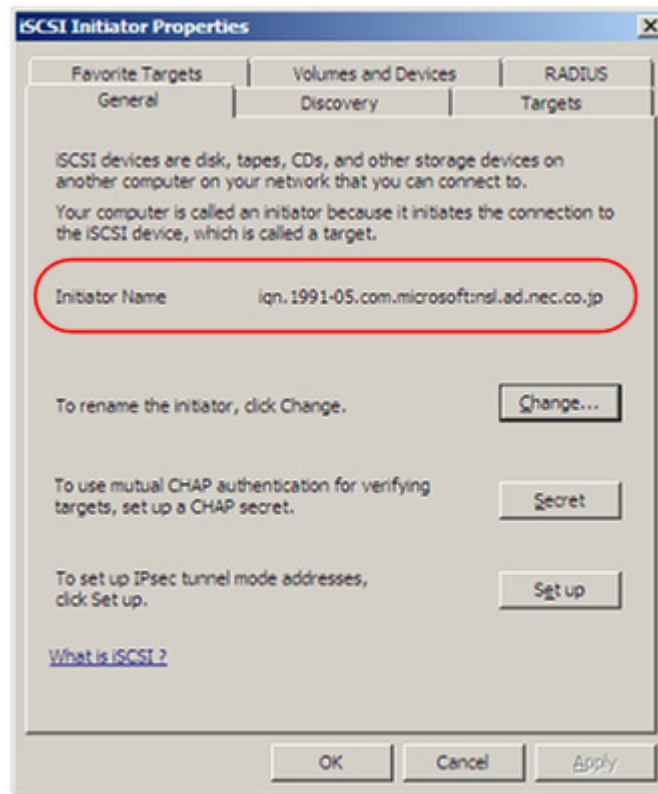 iSCSI Initiator Properties
Favorite Targets
Volumes and Devices
RADIUS
General
Discovery
Targets
iSCSI devices are disk, tapes, CDs, and other storage devices on
another computer on your network that you can connect to.
Your computer is called an initiator because it initiates the connection to
the iSCSI device, which is called a target.
Initiator Name iqn.1991-05.com.microsoft:nsl.ad.nec.co.jp
To rename the initiator, click Change.
Change...
To use mutual CHAP authentication for verifying
targets, set up a CHAP secret.
Secret
To set up IPsec tunnel mode addresses,
click Set up.
Set up
What is iSCSI ?
OK
Cancel
Apply